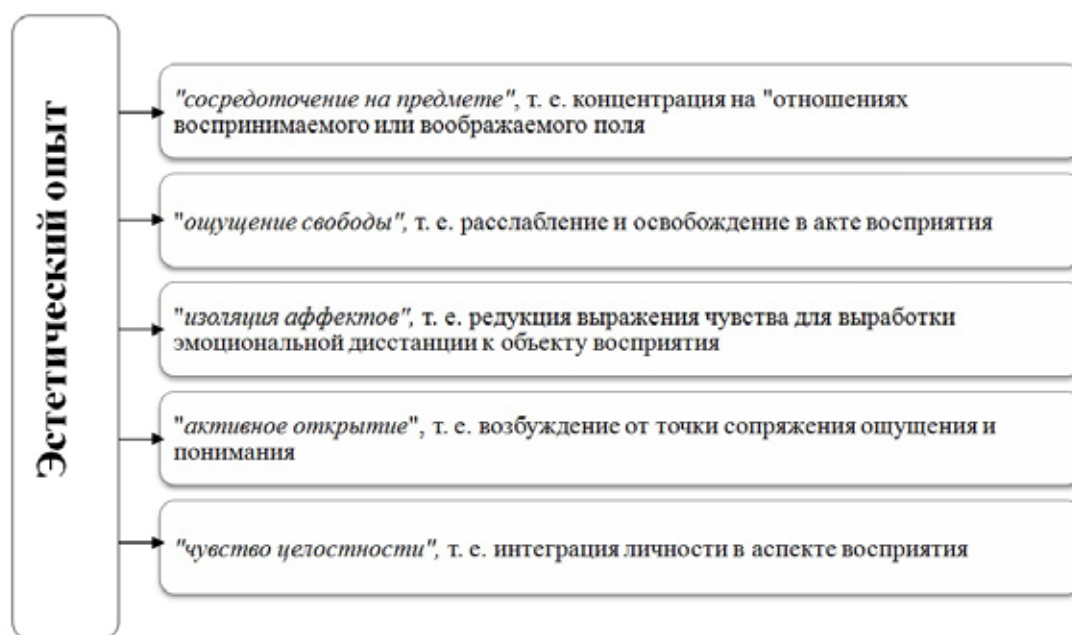 Эстетический опыт
"сосредоточение на предмете", т. е. концентрация на "отношениях
воспринимаемого или воображаемого поля
"ощущение свободы", т. е. расслабление и освобождение в акте восприятия
"изоляция аффектов", т. е. редукция выражения чувства для выработки
эмоциональной дисстанции к объекту восприятия
"активное открытие", т. е. возбуждение от точки сопряжения ощущения и
понимания
"чувство целостности", т. е. интеграция личности в аспекте восприятия